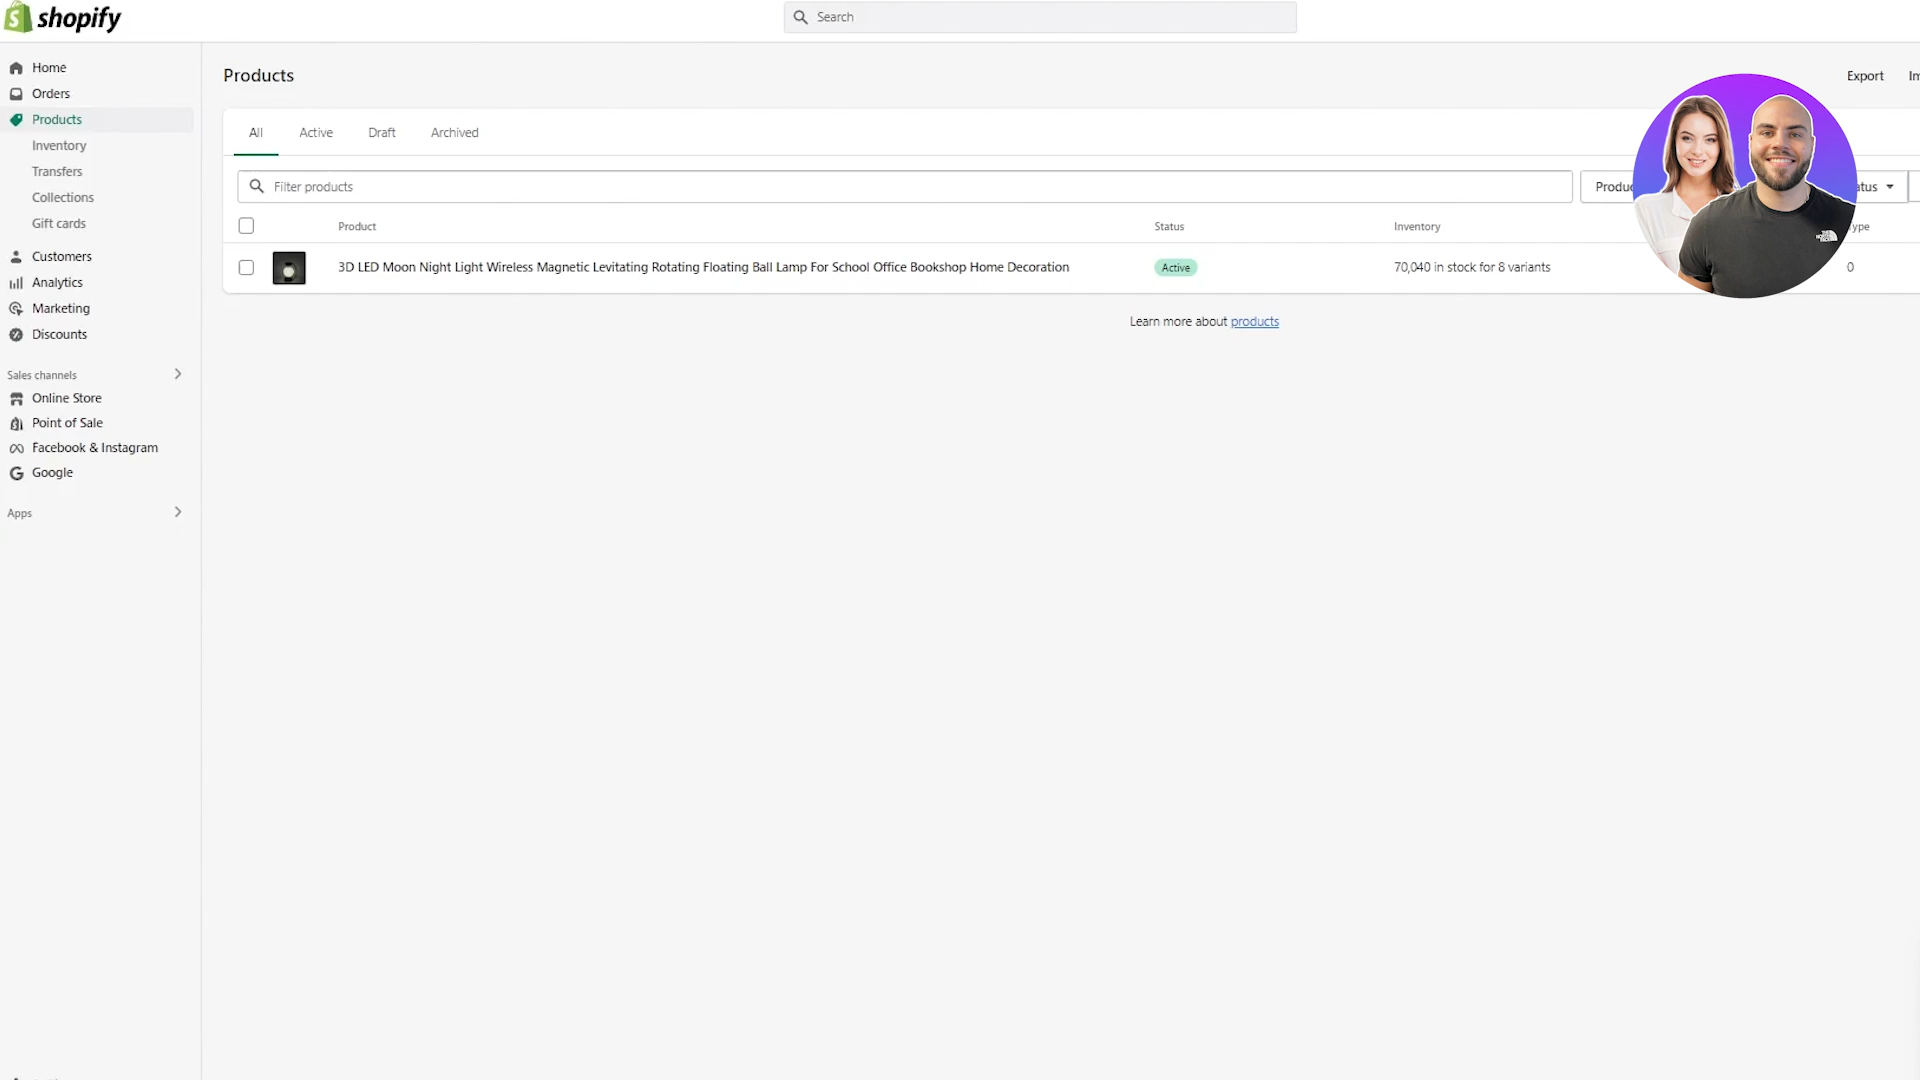 shopify
Search
Home
Orders
Products
Inventory
Transfers
Collections
Gift cards
Customers
Analytics
Marketing
Discounts
Sales channels
Online Store
Point of Sale
Facebook & Instagram
Google
Apps
Products
Export
All Active Draft Archived
Filter products
Product Status Inventory
3D LED Moon Night Light Wireless Magnetic Levitating Rotating Floating Ball Lamp For School Office Bookshop Home Decoration Active 70,040 in stock for 8 variants 0
Learn more about products
THE NORTH FACE